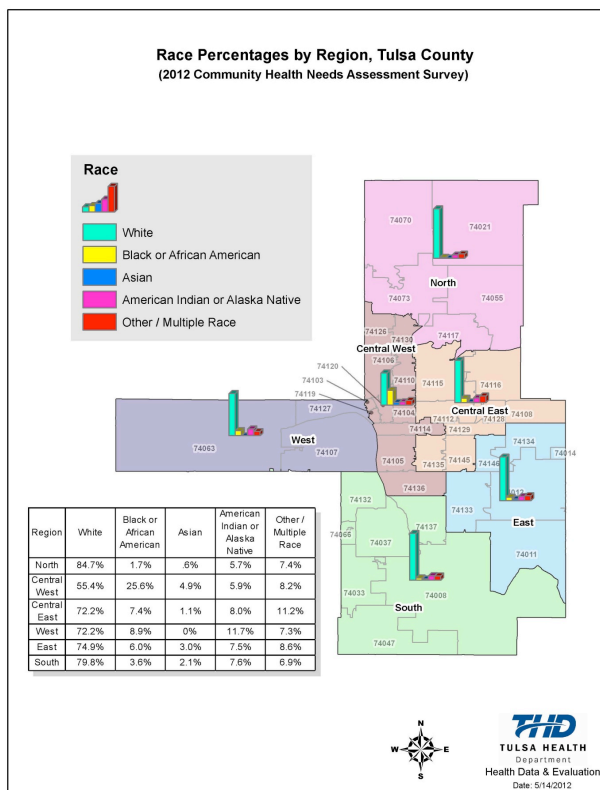 Race Percentages by Region, Tulsa County
(2012 Community Health Needs Assessment Survey)
Race
White
Black or African American
Asian
American Indian or Alaska Native
Other / Multiple Race
74070
74021
North
74073
74055
74126
74130
74117
Central West
74106
74120
74103
74119
74110
74115
74116
74104
Central East
74108
74112
74128
74127
74114
74129
West
74063
74107
74105
74135
74145
74146
74134
74014
74136
74133
East
74132
74137
74066
74037
74011
74033
74008
South
74047
Region White Black or African American Asian American Indian or Alaska Native Other / Multiple Race
North 84.7% 1.7% .6% 5.7% 7.4%
Central West 55.4% 25.6% 4.9% 5.9% 8.2%
Central East 72.2% 7.4% 1.1% 8.0% 11.2%
West 72.2% 8.9% 0% 11.7% 7.3%
East 74.9% 6.0% 3.0% 7.5% 8.6%
South 79.8% 3.6% 2.1% 7.6% 6.9%
N
W E
S
THD
TULSA HEALTH
Department
Health Data & Evaluation
Date: 5/14/2012